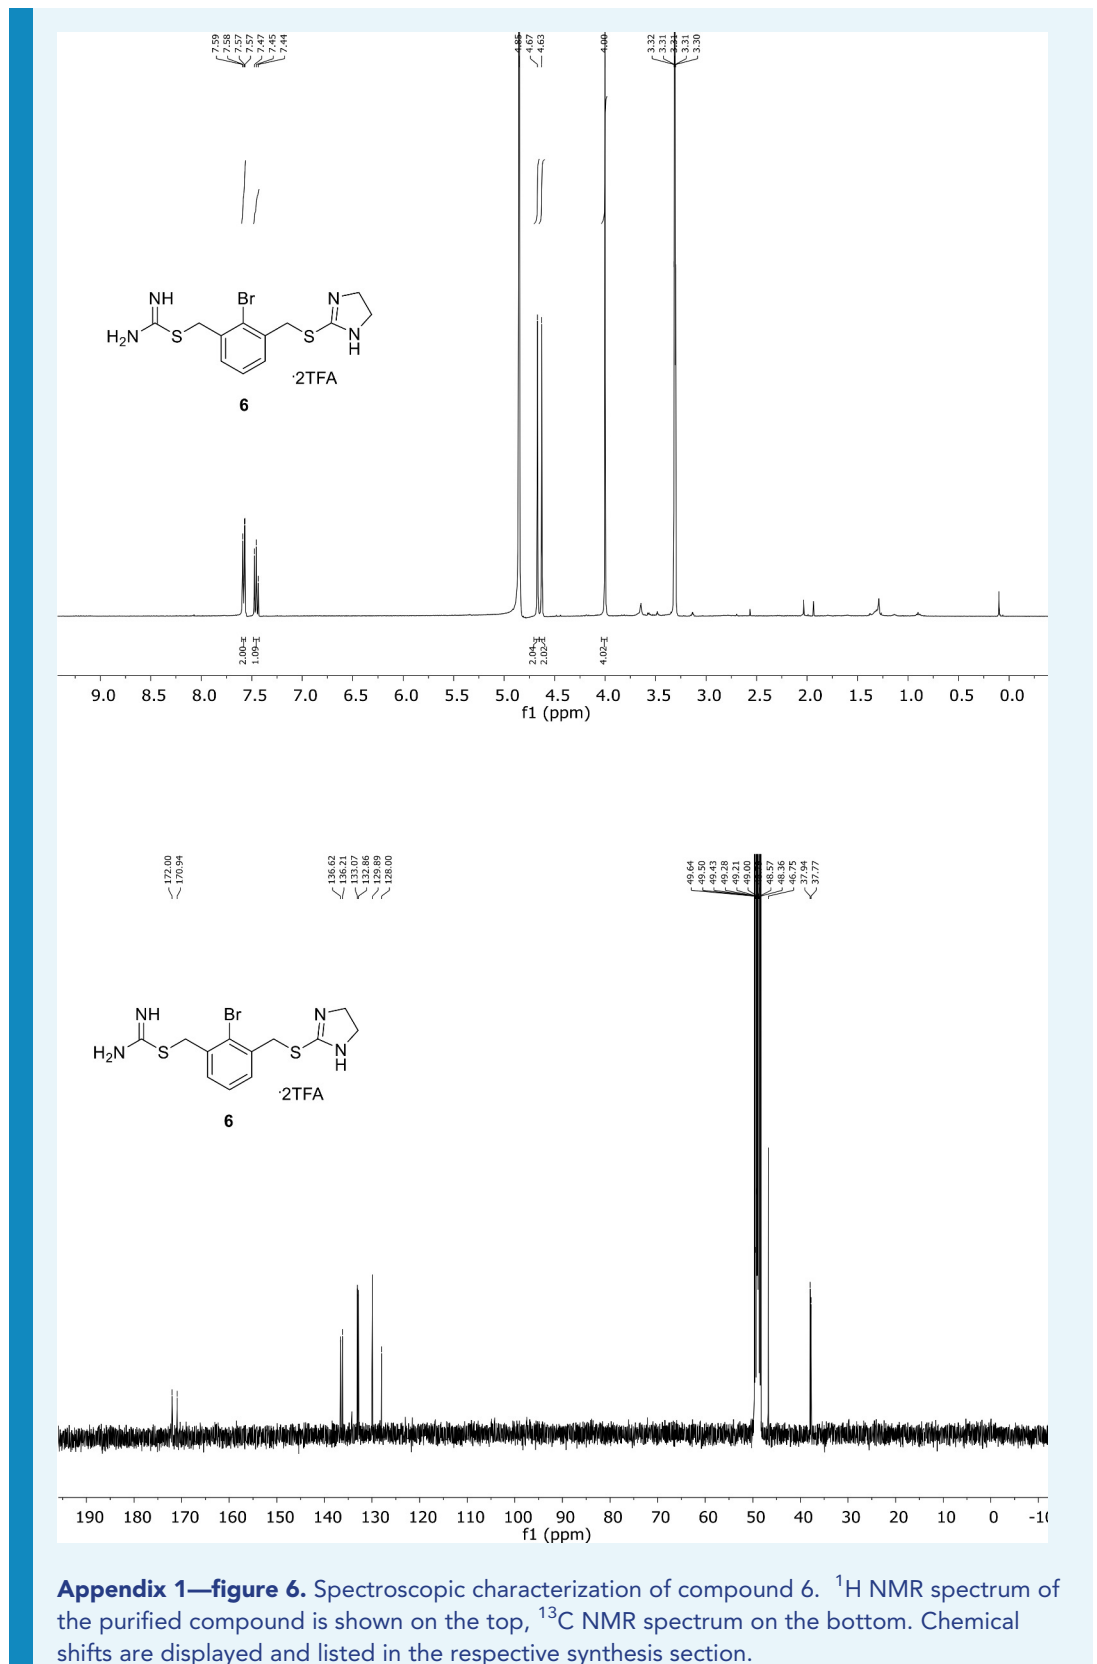 7.59
7.58
7.57
7.57
7.47
7.45
7.44
4.85
4.67
4.63
4.00
3.32
3.31
3.31
3.31
3.30
NH
Br
N
H₂N
S
S
N
H
·2TFA
6
2.00
1.09
2.04
2.02
4.02
9.0 8.5 8.0 7.5 7.0 6.5 6.0 5.5 5.0 4.5 4.0 3.5 3.0 2.5 2.0 1.5 1.0 0.5 0.0
f1 (ppm)
172.00
170.94
136.62
136.21
133.07
132.86
129.89
128.00
49.64
49.50
49.43
49.28
49.21
49.00
48.57
48.36
46.75
37.94
37.77
NH
Br
N
H₂N
S
S
N
H
·2TFA
6
190 180 170 160 150 140 130 120 110 100 90 80 70 60 50 40 30 20 10 0 -10
f1 (ppm)
Appendix 1—figure 6. Spectroscopic characterization of compound 6. ¹H NMR spectrum of
the purified compound is shown on the top, ¹³C NMR spectrum on the bottom. Chemical
shifts are displayed and listed in the respective synthesis section.